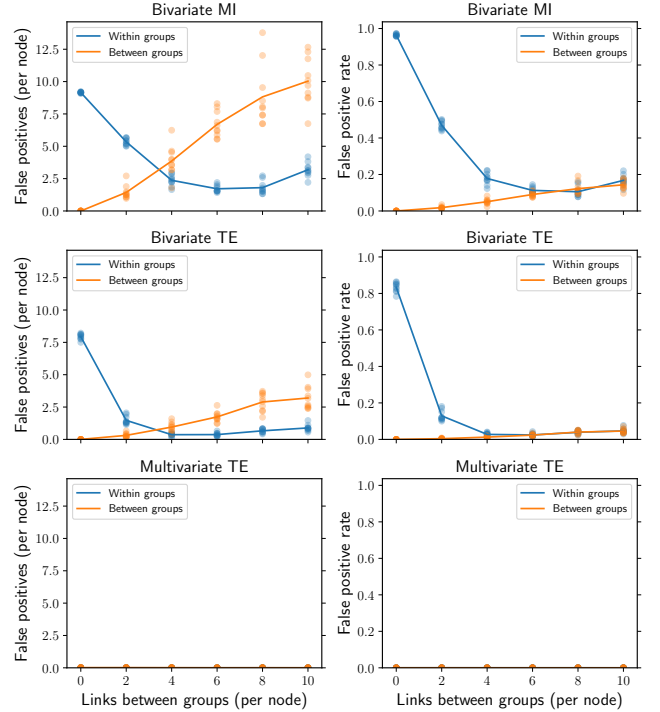 Bivariate MI
False positives (per node)
12.5
10.0
7.5
5.0
2.5
0.0
Within groups
Between groups
Bivariate MI
False positive rate
1.0
0.8
0.6
0.4
0.2
0.0
Within groups
Between groups
Bivariate TE
False positives (per node)
12.5
10.0
7.5
5.0
2.5
0.0
Within groups
Between groups
Bivariate TE
False positive rate
1.0
0.8
0.6
0.4
0.2
0.0
Within groups
Between groups
Multivariate TE
False positives (per node)
12.5
10.0
7.5
5.0
2.5
0.0
Within groups
Between groups
0 2 4 6 8 10
Links between groups (per node)
Multivariate TE
False positive rate
1.0
0.8
0.6
0.4
0.2
0.0
Within groups
Between groups
0 2 4 6 8 10
Links between groups (per node)